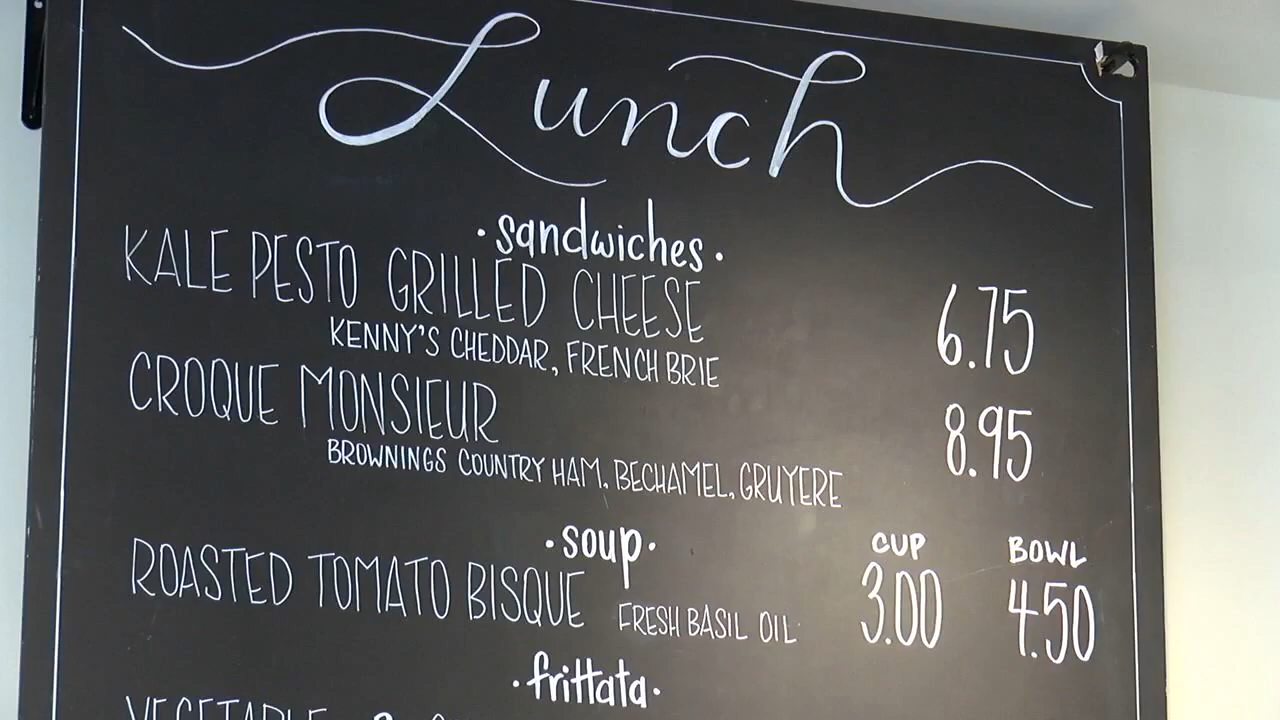 Lunch
·sandwiches·
KALE PESTO GRILLED CHEESE 6.75
KENNY'S CHEDDAR, FRENCH BRIE
CROQUE MONSIEUR 8.95
BROWNINGS COUNTRY HAM, BECHAMEL, GRUYERE
·soup· CUP BOWL
ROASTED TOMATO BISQUE FRESH BASIL OIL 3.00 4.50
·frittata·
VEGETABLE